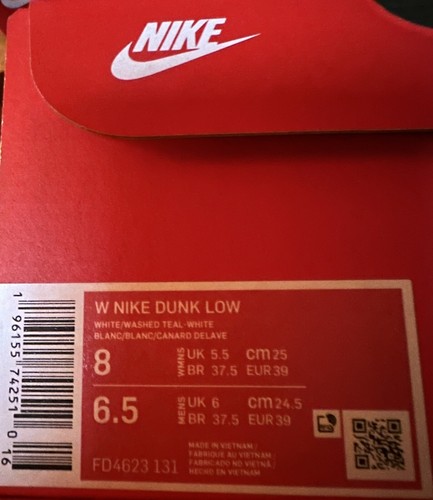 NIKE
W NIKE DUNK LOW
WHITE/WASHED TEAL-WHITE
BLANC/BLANC/CANARD DELAVE
8 WMNS UK 5.5 cm 25
BR 37.5 EUR 39
6.5 MENS UK 6 cm 24.5
BR 37.5 EUR 39
MADE IN VIETNAM /
FABRIQUE AU VIETNAM /
FABRICADO NO VIETNÃ /
HECHO EN VIETNAM
FD4623 131
1 96155 74251 0 16